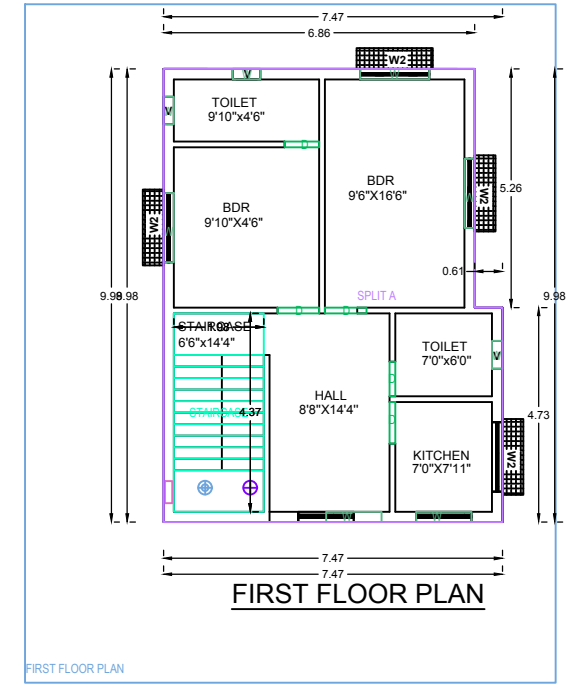 7.47
6.86
W2
V
TOILET
9'10"x4'6"
V
D
BDR
9'6"X16'6"
BDR
9'10"X4'6"
W2
W
W
W2
5.26
0.61
9.98
9.98
9.98
SPLIT A
D
D
STAIRCASE
1.98
6'6"x14'4"
TOILET
7'0"x6'0"
V
D
HALL
8'8"X14'4"
STAIRCASE
4.37
4.73
D
KITCHEN
7'0"X7'11"
W2
W
W
7.47
7.47
FIRST FLOOR PLAN
FIRST FLOOR PLAN